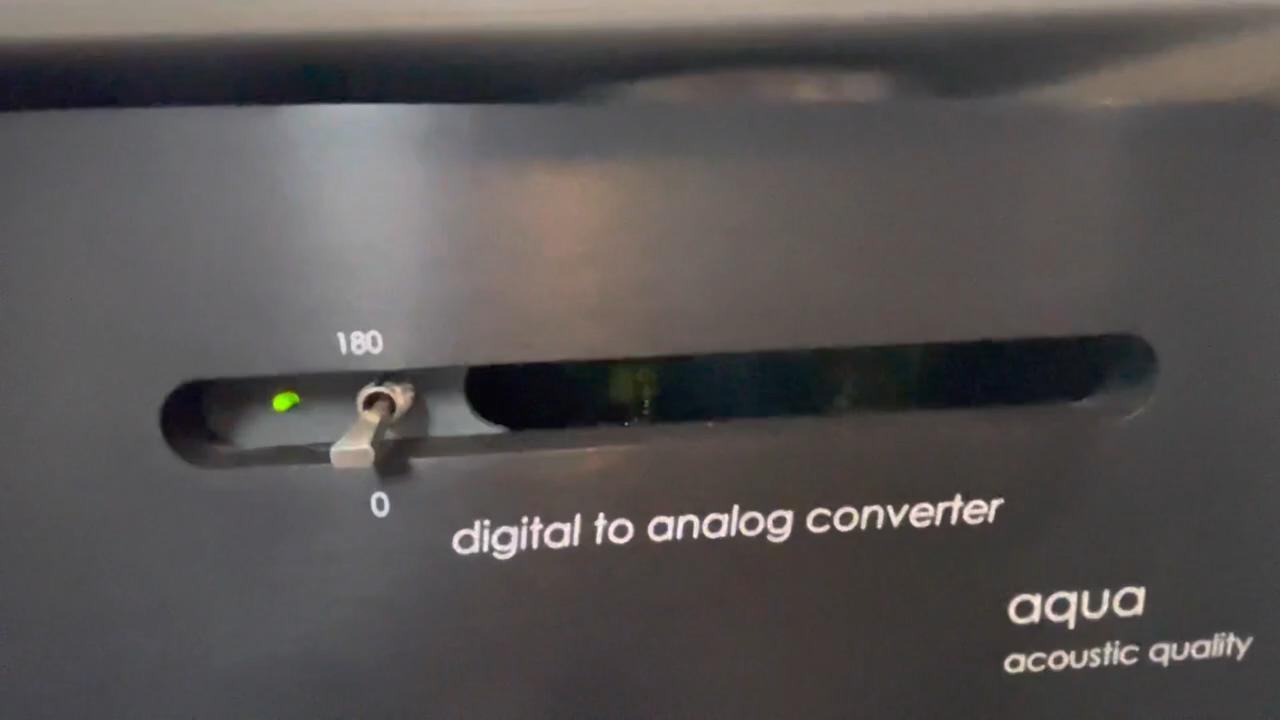 180
0
digital to analog converter
aqua
acoustic quality